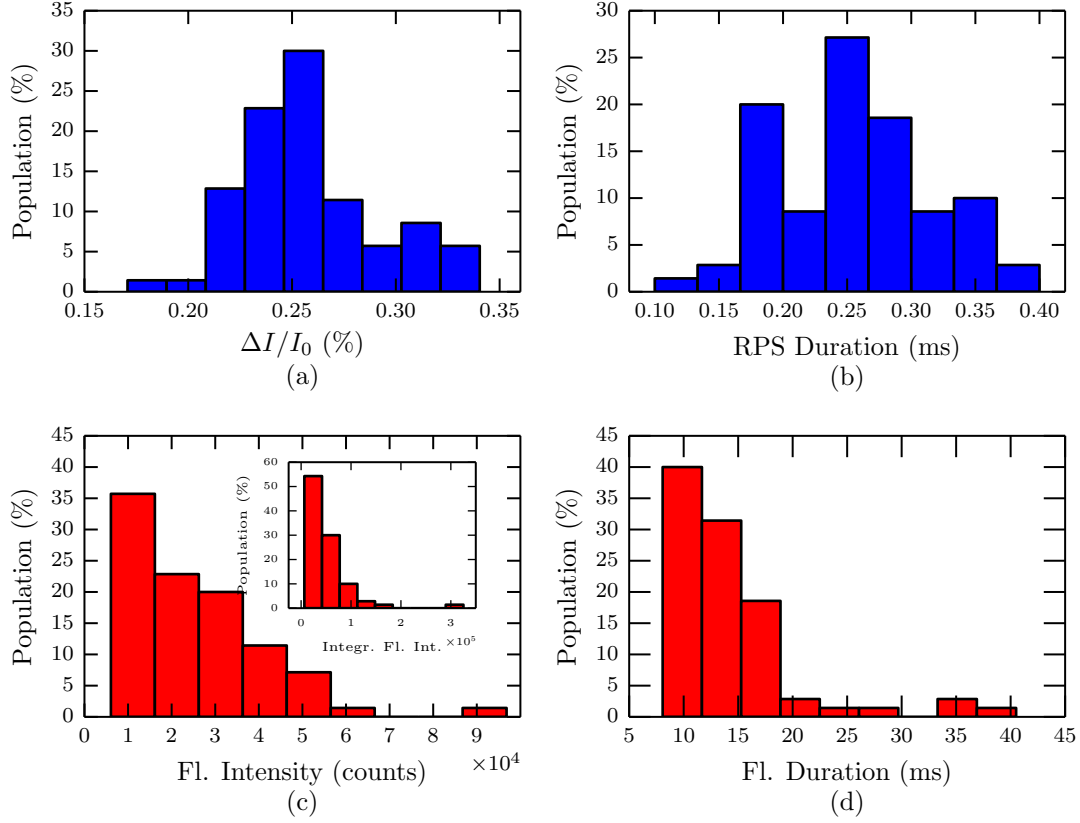 35
30
25
20
15
10
5
0
Population (%)
0.15 0.20 0.25 0.30 0.35
ΔI/I₀ (%)
(a)
30
25
20
15
10
5
0
Population (%)
0.10 0.15 0.20 0.25 0.30 0.35 0.40
RPS Duration (ms)
(b)
45
40
35
30
25
20
15
10
5
0
Population (%)
0 1 2 3 4 5 6 7 8 9
×10⁴
Fl. Intensity (counts)
(c)
60
50
40
30
20
10
0
Population (%)
0 1 2 3
×10⁵
Integr. Fl. Int.
45
40
35
30
25
20
15
10
5
0
Population (%)
5 10 15 20 25 30 35 40 45
Fl. Duration (ms)
(d)